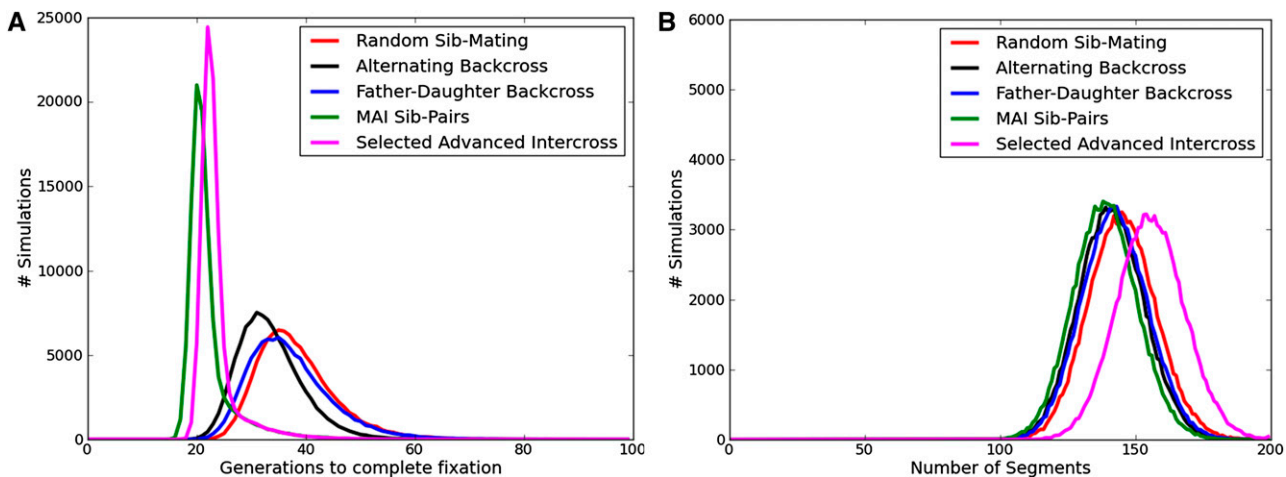 A
25000
20000
15000
10000
5000
0
# Simulations
Random Sib-Mating
Alternating Backcross
Father-Daughter Backcross
MAI Sib-Pairs
Selected Advanced Intercross
0 20 40 60 80 100
Generations to complete fixation
B
6000
5000
4000
3000
2000
1000
0
# Simulations
Random Sib-Mating
Alternating Backcross
Father-Daughter Backcross
MAI Sib-Pairs
Selected Advanced Intercross
0 50 100 150 200
Number of Segments